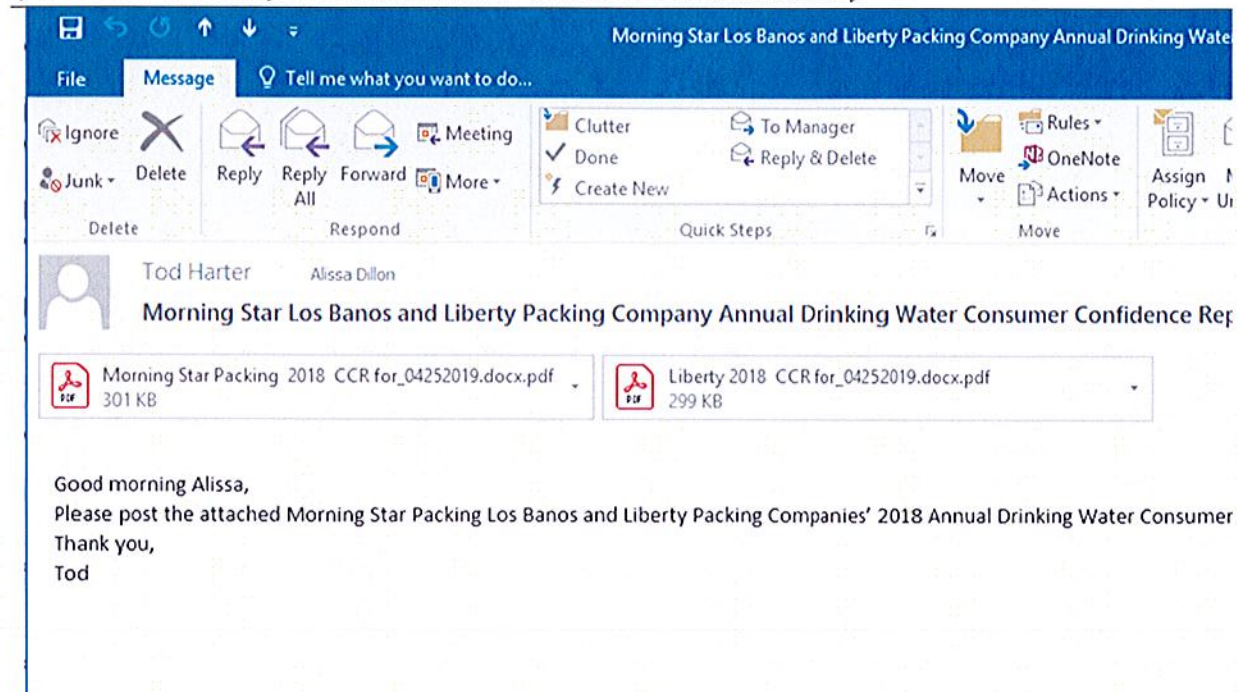 Morning Star Los Banos and Liberty Packing Company Annual Drinking Wate
File Message Tell me what you want to do...
Ignore
Junk
Delete
Delete
Reply
Reply All
Forward
Meeting
More
Respond
Clutter
Done
Create New
To Manager
Reply & Delete
Quick Steps
Move
Rules
OneNote
Actions
Move
Assign
Policy
Tod Harter Alissa Dillon
Morning Star Los Banos and Liberty Packing Company Annual Drinking Water Consumer Confidence Rep
Morning Star Packing 2018 CCR for_04252019.docx.pdf
301 KB
Liberty 2018 CCR for_04252019.docx.pdf
299 KB
Good morning Alissa,
Please post the attached Morning Star Packing Los Banos and Liberty Packing Companies' 2018 Annual Drinking Water Consumer
Thank you,
Tod